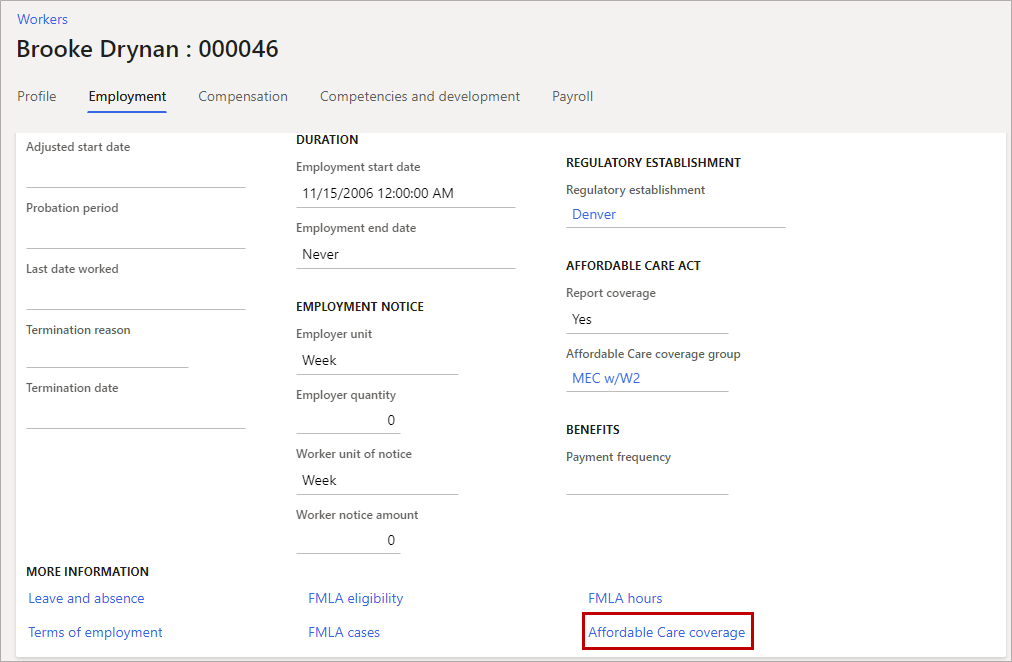 Workers
Brooke Drynan : 000046
Profile Employment Compensation Competencies and development Payroll
Adjusted start date
Probation period
Last date worked
Termination reason
Termination date
DURATION
Employment start date
11/15/2006 12:00:00 AM
Employment end date
Never
EMPLOYMENT NOTICE
Employer unit
Week
Employer quantity
0
Worker unit of notice
Week
Worker notice amount
0
REGULATORY ESTABLISHMENT
Regulatory establishment
Denver
AFFORDABLE CARE ACT
Report coverage
Yes
Affordable Care coverage group
MEC w/W2
BENEFITS
Payment frequency
MORE INFORMATION
Leave and absence FMLA eligibility FMLA hours
Terms of employment FMLA cases Affordable Care coverage